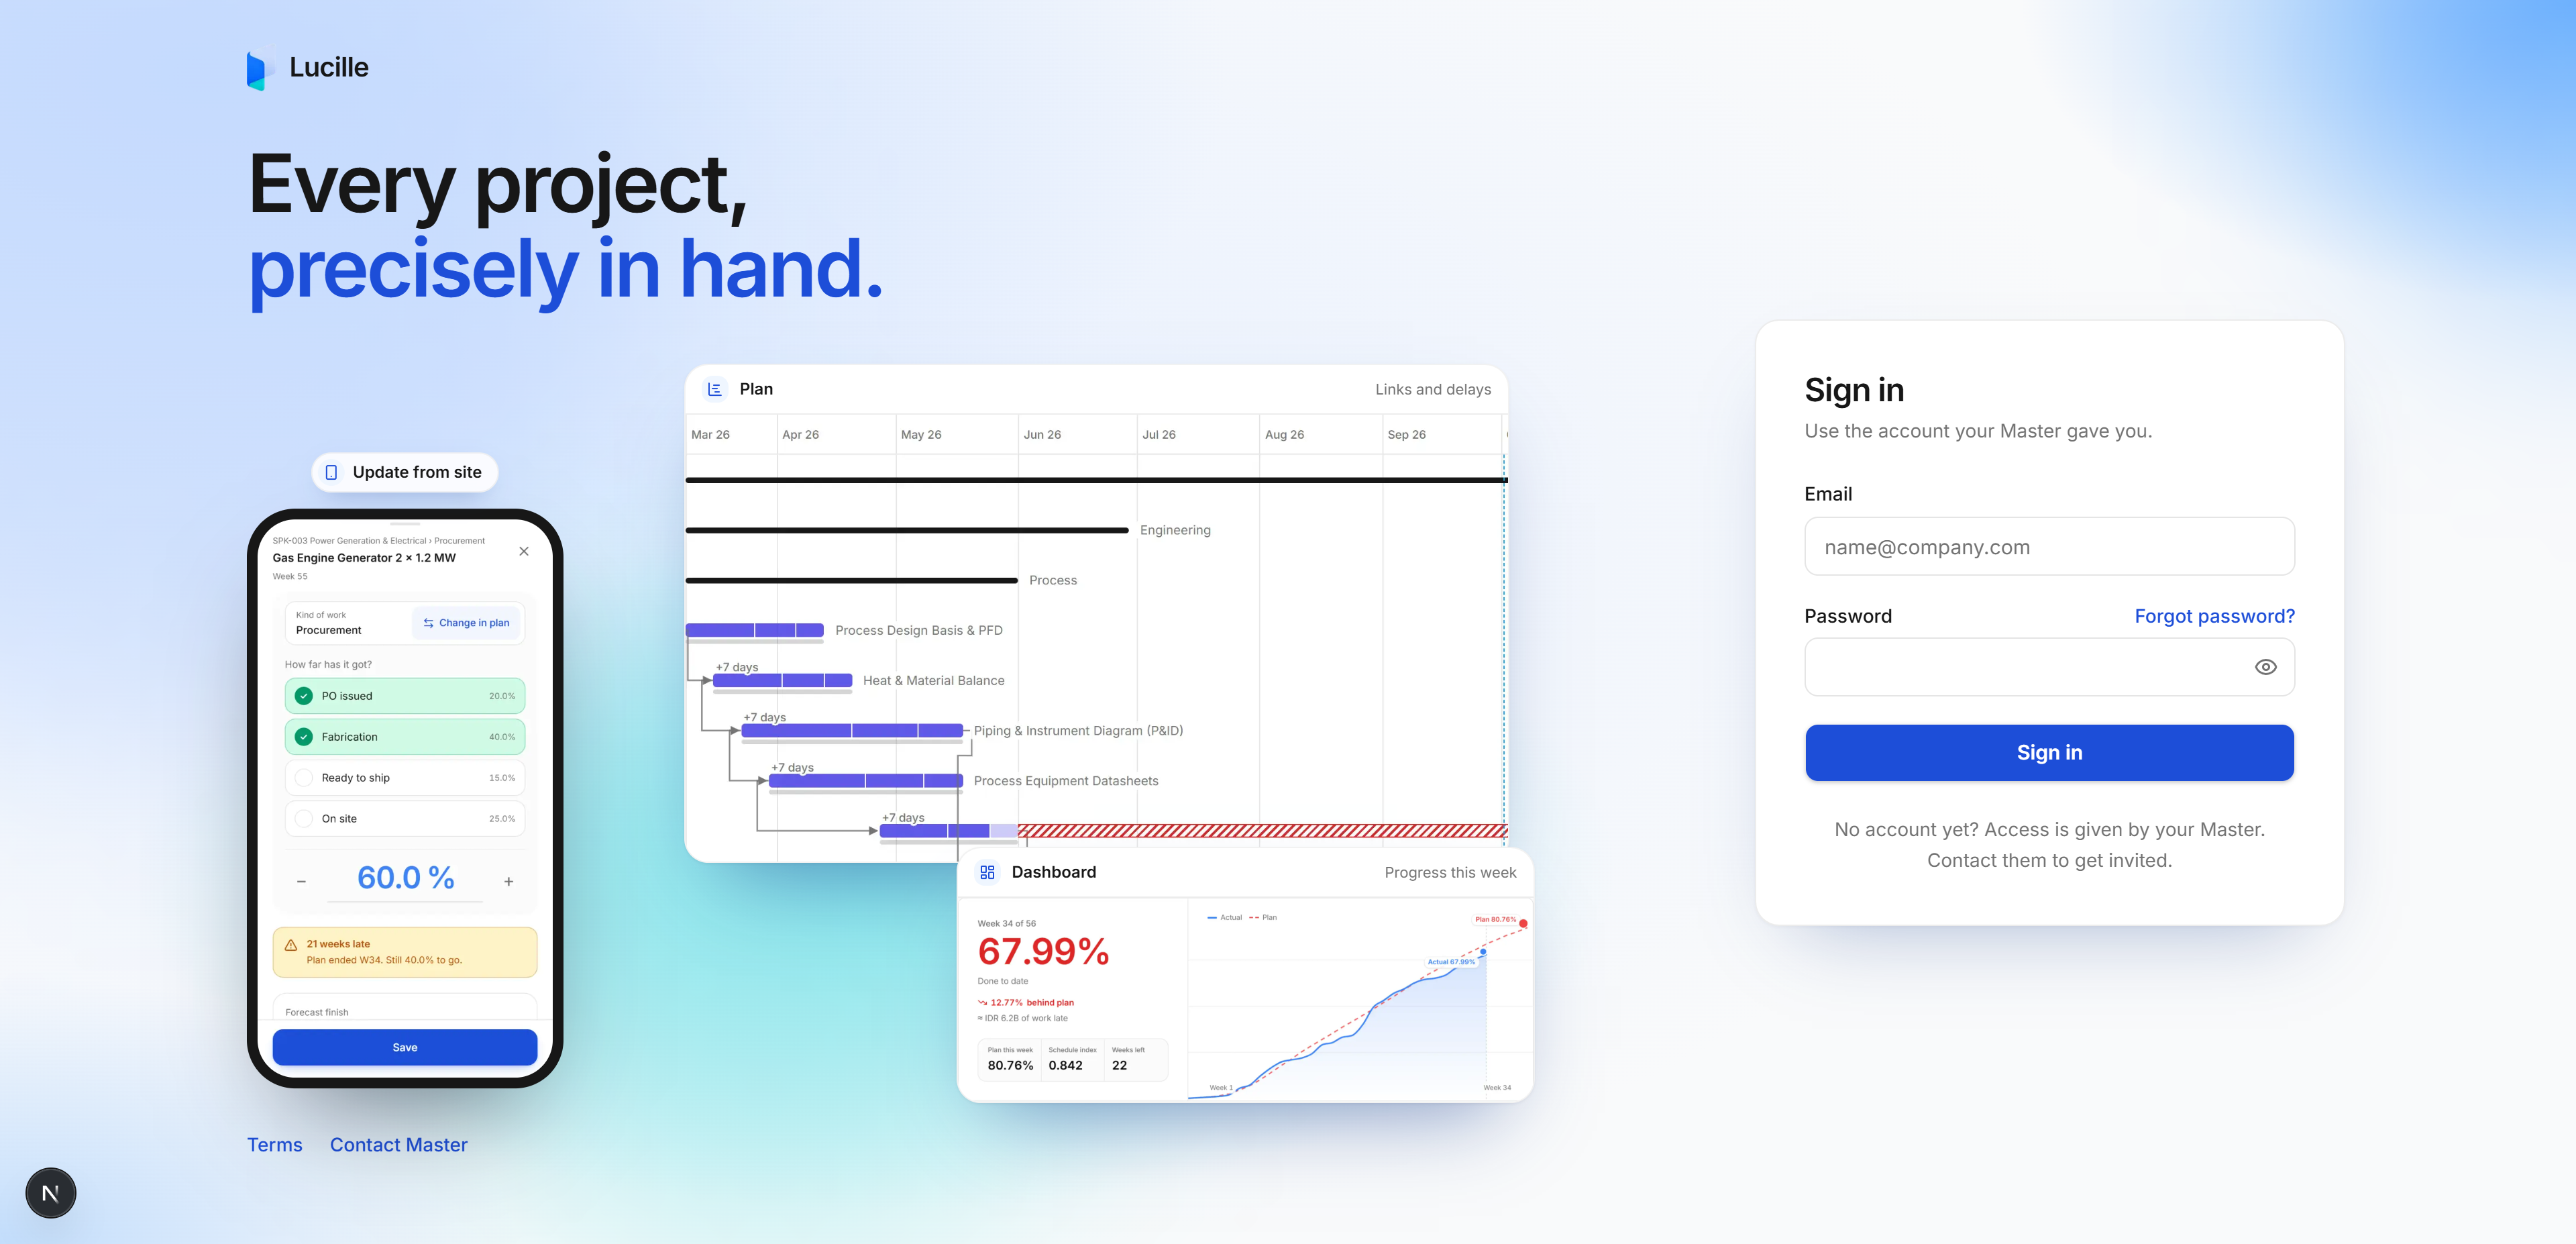 Lucille
Every project,
precisely in hand.
Update from site
SPK-003 Power Generation & Electrical › Procurement
Gas Engine Generator 2 × 1.2 MW
Week 55
Kind of work
Procurement
Change in plan
How far has it got?
PO issued 20.0%
Fabrication 40.0%
Ready to ship 15.0%
On site 25.0%
− 60.0 % +
21 weeks late
Plan ended W34. Still 40.0% to go.
Forecast finish
Save
Plan Links and delays
Mar 26 Apr 26 May 26 Jun 26 Jul 26 Aug 26 Sep 26
Engineering
Process
Process Design Basis & PFD
+7 days
Heat & Material Balance
+7 days
Piping & Instrument Diagram (P&ID)
+7 days
Process Equipment Datasheets
+7 days
Dashboard Progress this week
Week 34 of 56
67.99%
Done to date
12.77% behind plan
≈ IDR 6.2B of work late
Plan this week Schedule index Weeks left
80.76% 0.842 22
Actual Plan
Plan 80.76%
Actual 67.99%
Week 1 Week 34
Sign in
Use the account your Master gave you.
Email
name@company.com
Password Forgot password?
Sign in
No account yet? Access is given by your Master.
Contact them to get invited.
Terms Contact Master
N